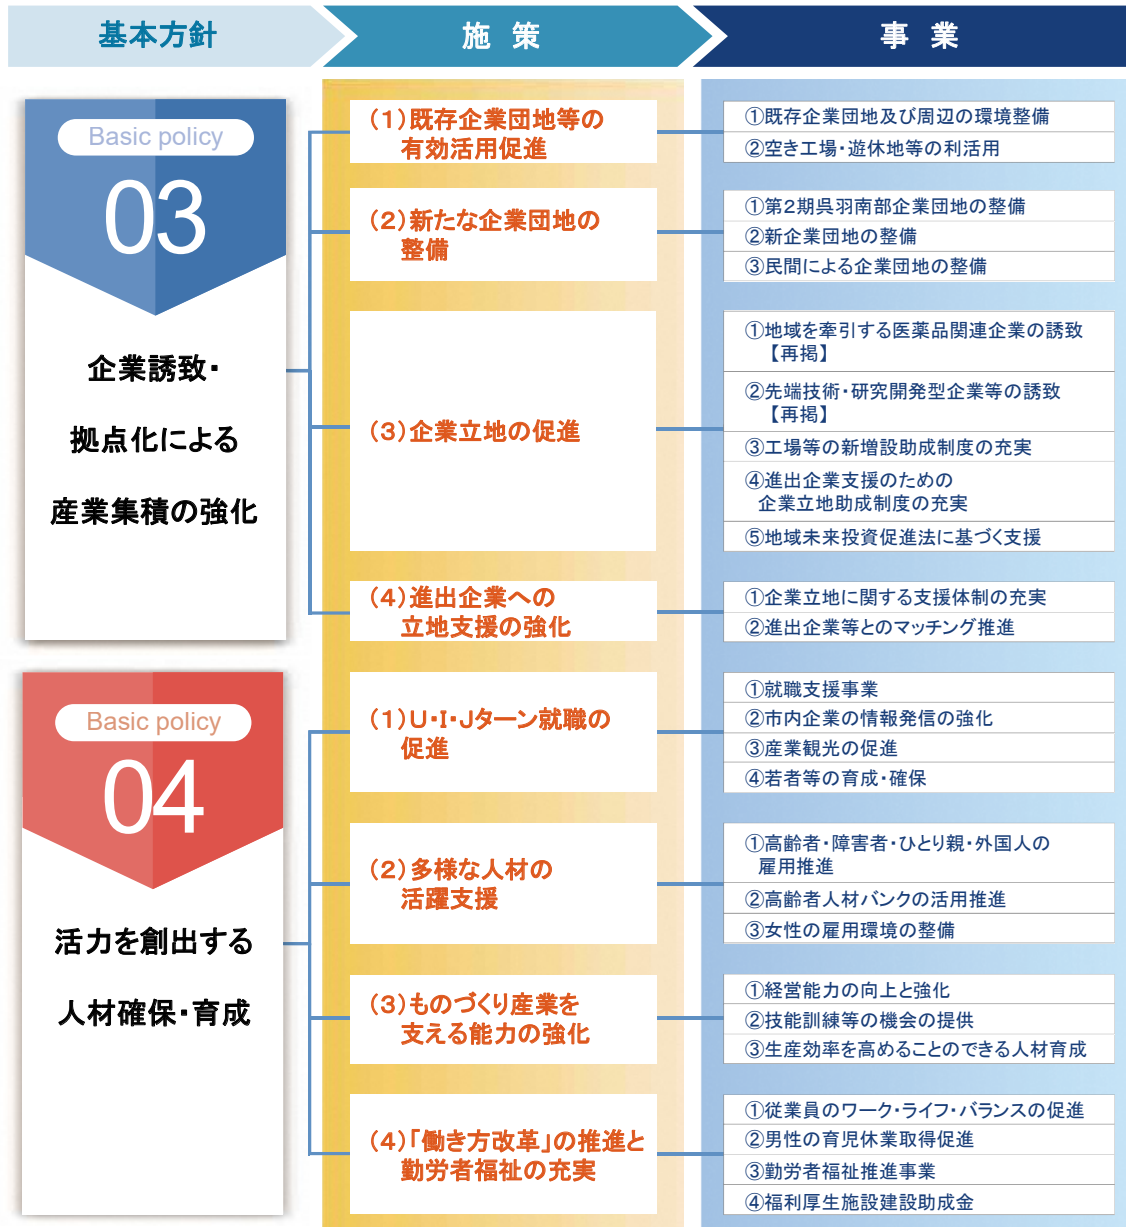 基本方針
施 策
事 業
Basic policy
03
企業誘致・
拠点化による
産業集積の強化
(1)既存企業団地等の
有効活用促進
①既存企業団地及び周辺の環境整備
②空き工場・遊休地等の利活用
(2)新たな企業団地の
整備
①第2期呉羽南部企業団地の整備
②新企業団地の整備
③民間による企業団地の整備
(3)企業立地の促進
①地域を牽引する医薬品関連企業の誘致
【再掲】
②先端技術・研究開発型企業等の誘致
【再掲】
③工場等の新増設助成制度の充実
④進出企業支援のための
企業立地助成制度の充実
⑤地域未来投資促進法に基づく支援
(4)進出企業への
立地支援の強化
①企業立地に関する支援体制の充実
②進出企業等とのマッチング推進
Basic policy
04
活力を創出する
人材確保・育成
(1)U・I・Jターン就職の
促進
①就職支援事業
②市内企業の情報発信の強化
③産業観光の促進
④若者等の育成・確保
(2)多様な人材の
活躍支援
①高齢者・障害者・ひとり親・外国人の
雇用推進
②高齢者人材バンクの活用推進
③女性の雇用環境の整備
(3)ものづくり産業を
支える能力の強化
①経営能力の向上と強化
②技能訓練等の機会の提供
③生産効率を高めることのできる人材育成
(4)「働き方改革」の推進と
勤労者福祉の充実
①従業員のワーク・ライフ・バランスの促進
②男性の育児休業取得促進
③勤労者福祉推進事業
④福利厚生施設建設助成金